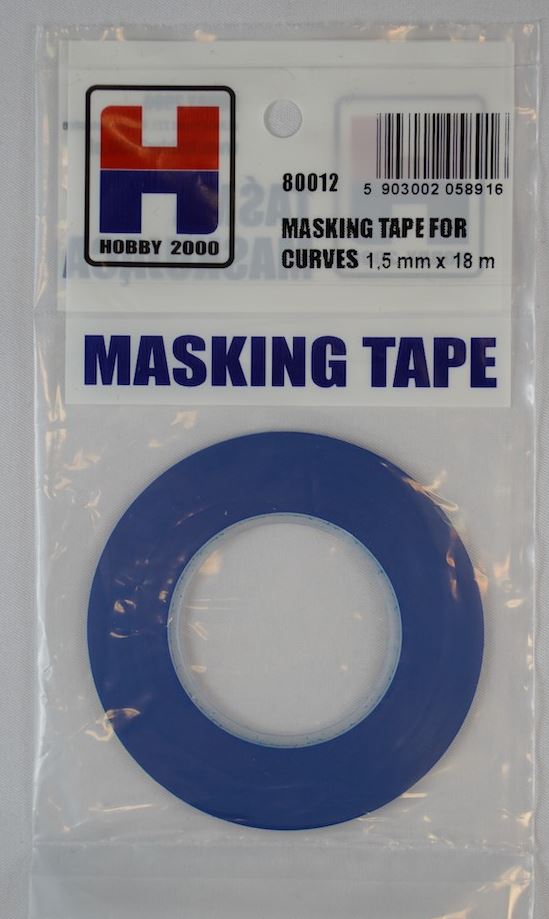 H
HOBBY 2000
80012
5 903002 058916
MASKING TAPE FOR
CURVES 1,5 mm x 18 m
MASKING TAPE